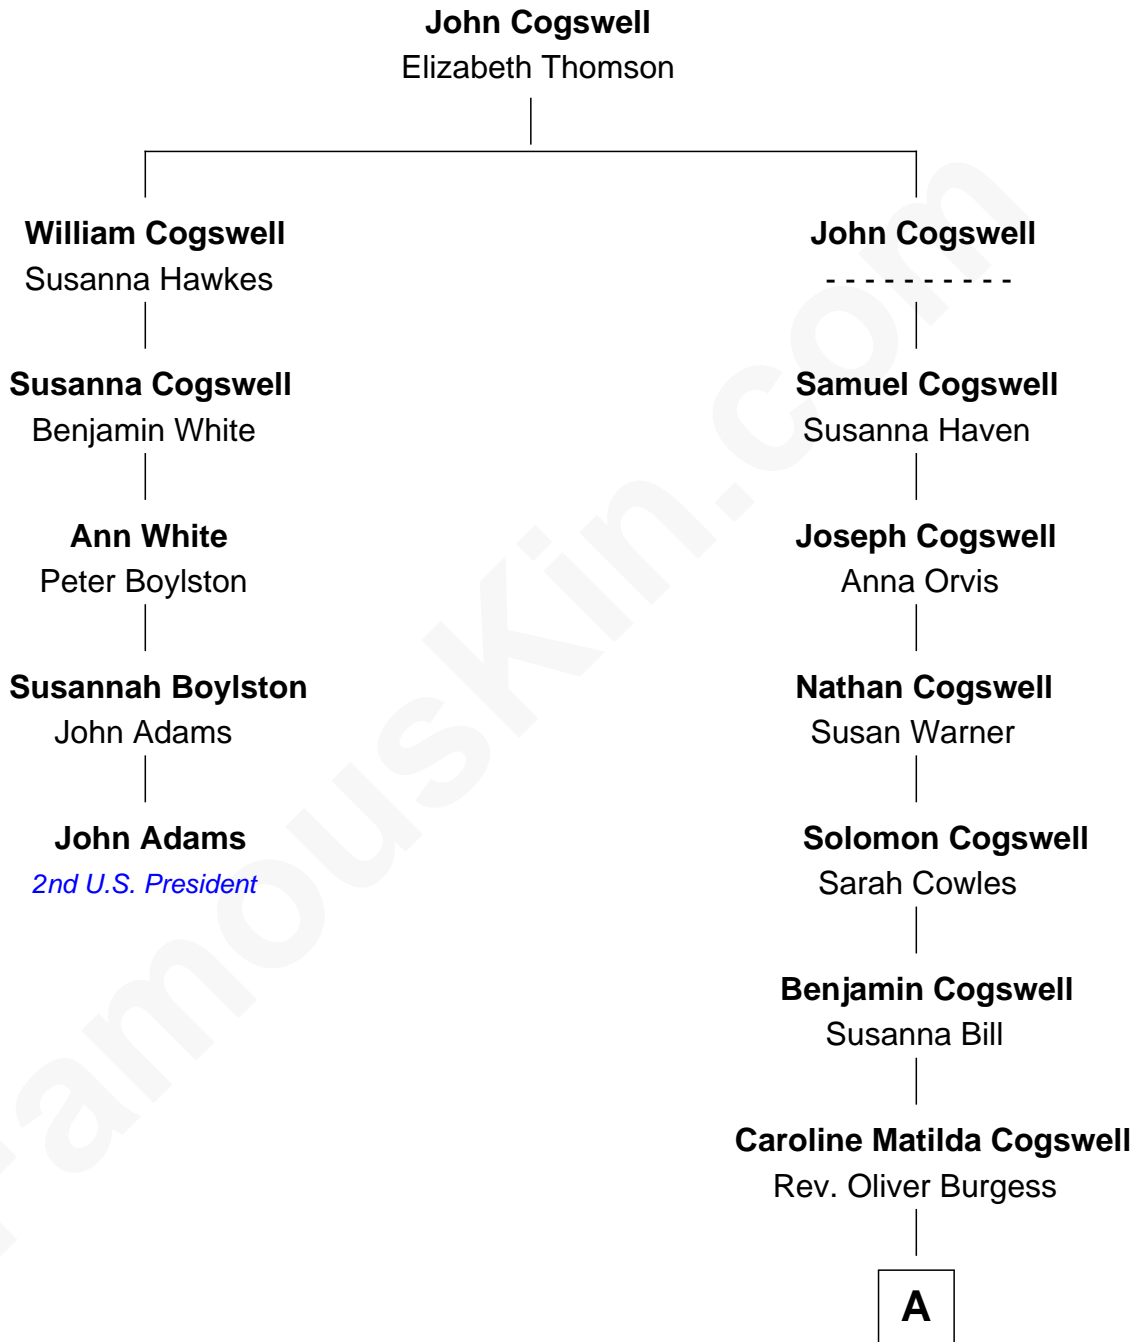 John Cogswell
Elizabeth Thomson
William Cogswell
Susanna Hawkes
John Cogswell
- - - - - - - - - -
Susanna Cogswell
Benjamin White
Samuel Cogswell
Susanna Haven
Ann White
Peter Boylston
Joseph Cogswell
Anna Orvis
Susannah Boylston
John Adams
Nathan Cogswell
Susan Warner
John Adams
2nd U.S. President
Solomon Cogswell
Sarah Cowles
Benjamin Cogswell
Susanna Bill
Caroline Matilda Cogswell
Rev. Oliver Burgess
A
FamousKin.com